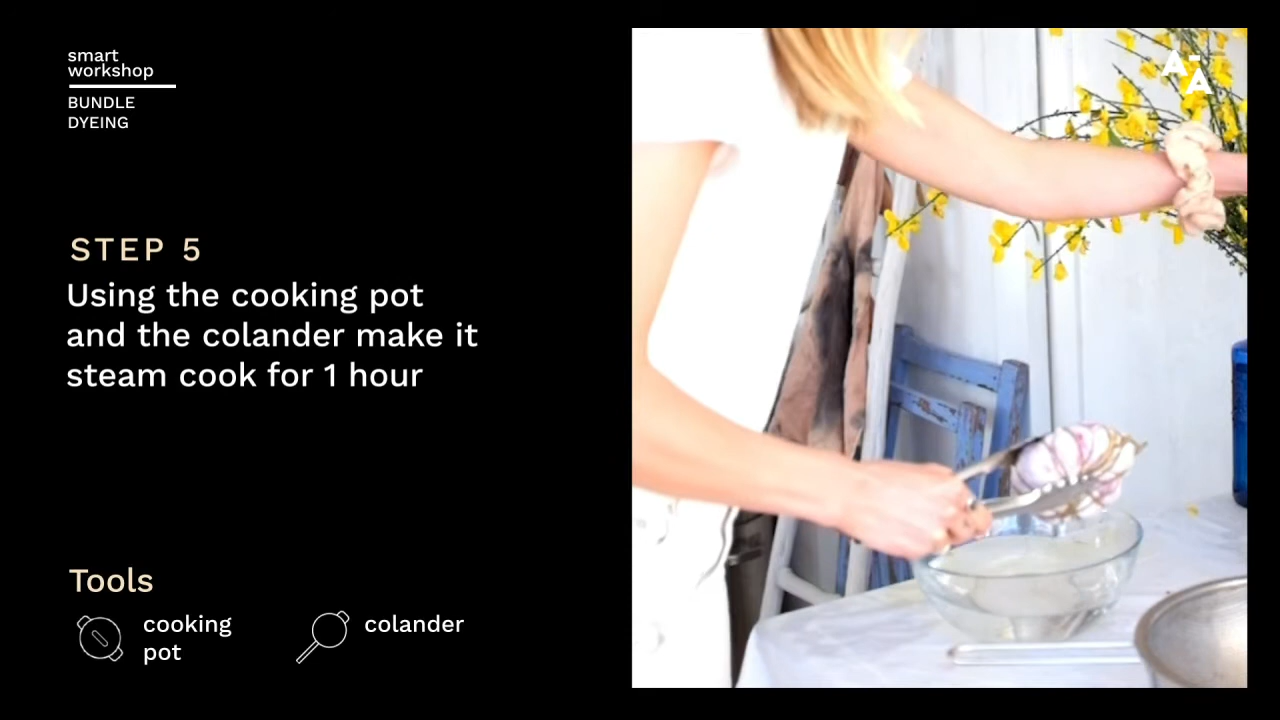 smart
workshop
BUNDLE
DYEING
STEP 5
Using the cooking pot
and the colander make it
steam cook for 1 hour
Tools
cooking
pot
colander
A-A